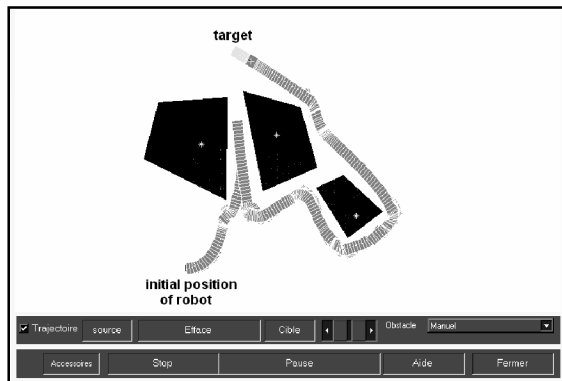 target
initial position
of robot
Trajectoire source Efface Cible Obstacle Manuel
Accessoires Stop Pause Aide Fermer